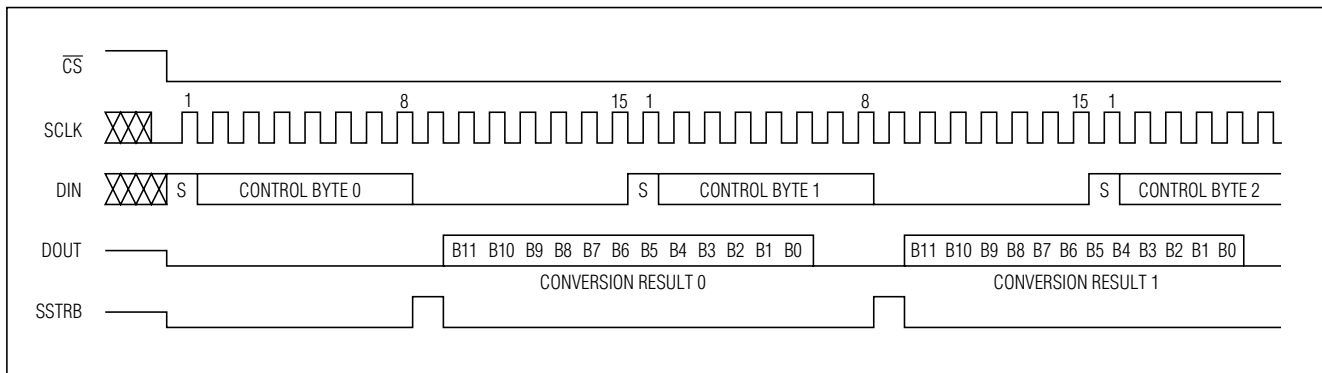 CS
1 8 15 1 8 15 1
SCLK
DIN S CONTROL BYTE 0 S CONTROL BYTE 1 S CONTROL BYTE 2
DOUT B11 B10 B9 B8 B7 B6 B5 B4 B3 B2 B1 B0 B11 B10 B9 B8 B7 B6 B5 B4 B3 B2 B1 B0
CONVERSION RESULT 0 CONVERSION RESULT 1
SSTRB